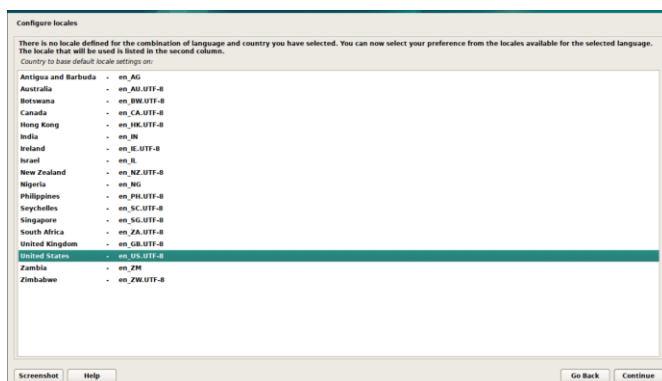 Configure locales
There is no locale defined for the combination of language and country you have selected. You can now select your preference from the locales available for the selected language.
The locale that will be used is listed in the second column.
Country to base default locale settings on:
Antigua and Barbuda - en_AG
Australia - en_AU.UTF-8
Botswana - en_BW.UTF-8
Canada - en_CA.UTF-8
Hong Kong - en_HK.UTF-8
India - en_IN
Ireland - en_IE.UTF-8
Israel - en_IL
New Zealand - en_NZ.UTF-8
Nigeria - en_NG
Philippines - en_PH.UTF-8
Seychelles - en_SC.UTF-8
Singapore - en_SG.UTF-8
South Africa - en_ZA.UTF-8
United Kingdom - en_GB.UTF-8
United States - en_US.UTF-8
Zambia - en_ZM
Zimbabwe - en_ZW.UTF-8
Screenshot Help Go Back Continue